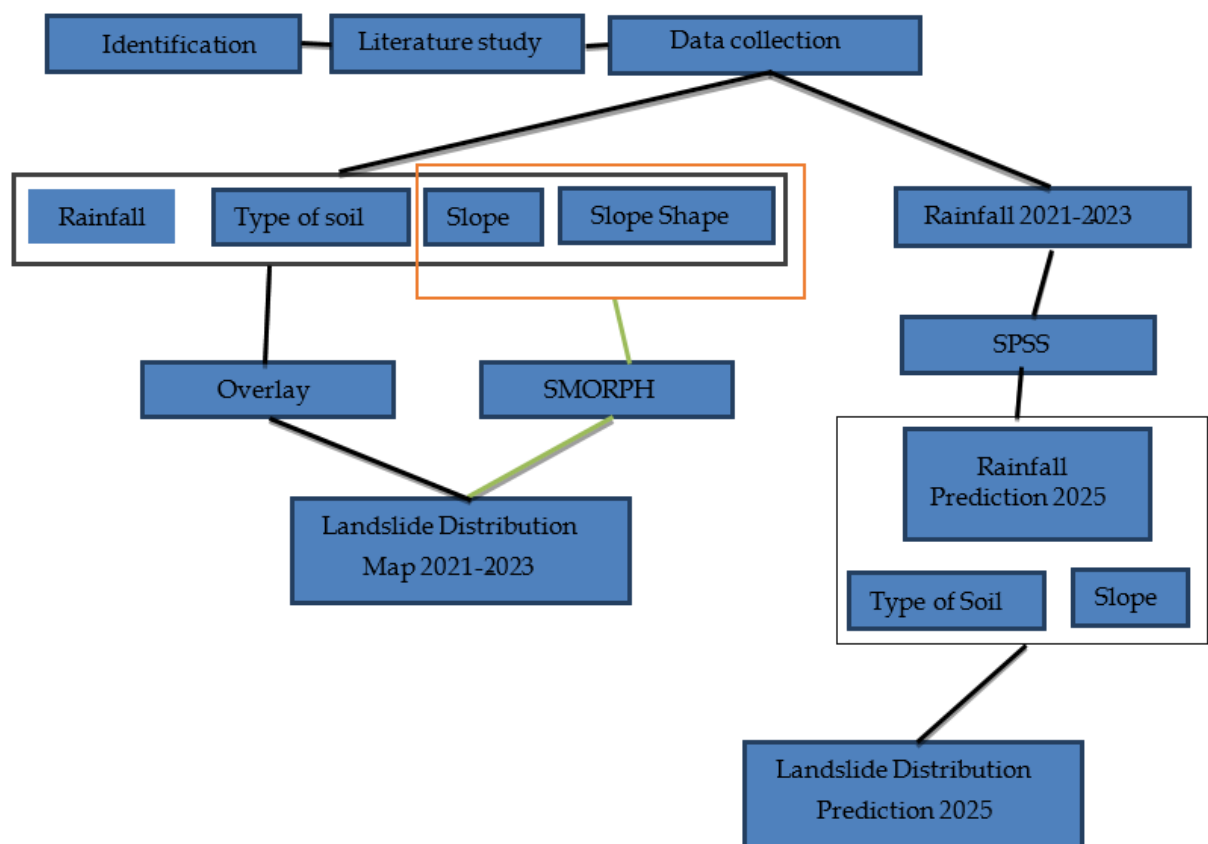 Identification
Literature study
Data collection
Rainfall
Type of soil
Slope
Slope Shape
Rainfall 2021-2023
SPSS
Overlay
SMORPH
Rainfall
Prediction 2025
Landslide Distribution
Map 2021-2023
Type of Soil
Slope
Landslide Distribution
Prediction 2025